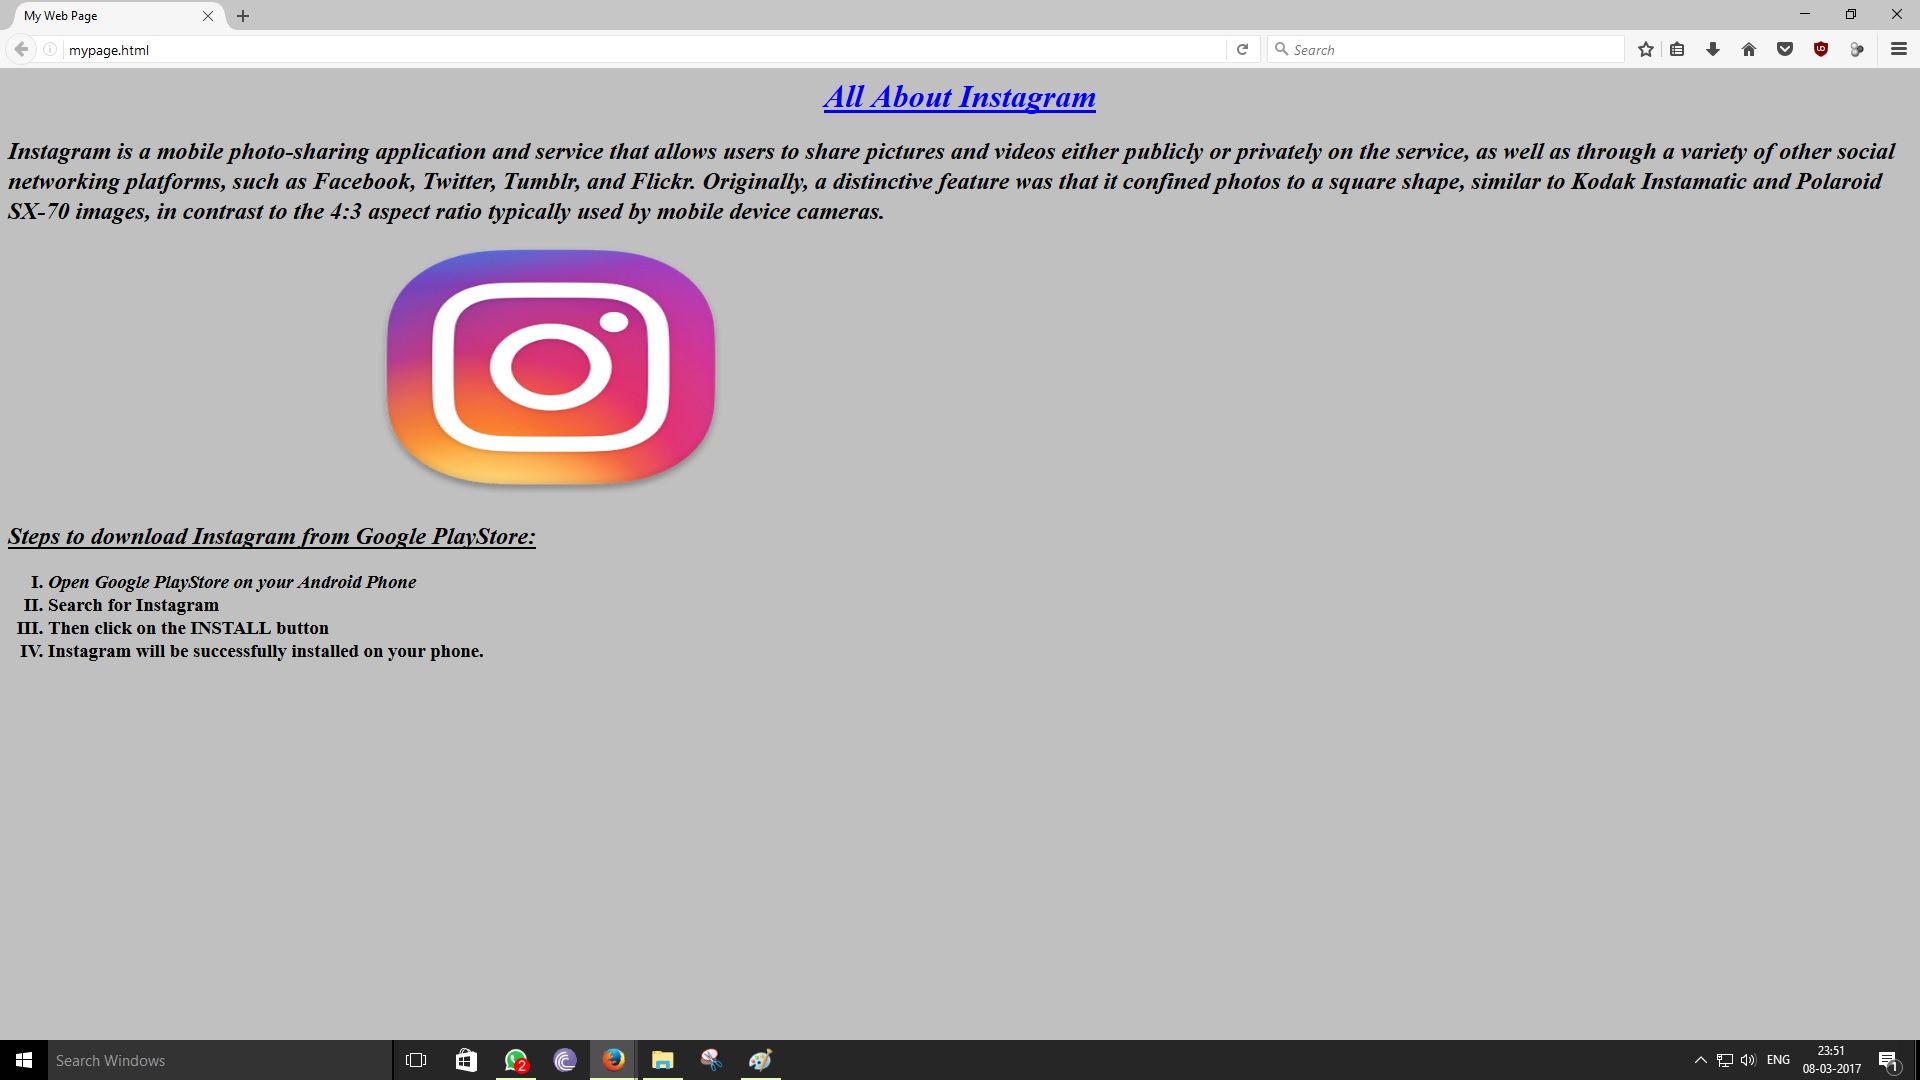 My Web Page
mypage.html
Search
All About Instagram
Instagram is a mobile photo-sharing application and service that allows users to share pictures and videos either publicly or privately on the service, as well as through a variety of other social
networking platforms, such as Facebook, Twitter, Tumblr, and Flickr. Originally, a distinctive feature was that it confined photos to a square shape, similar to Kodak Instamatic and Polaroid
SX-70 images, in contrast to the 4:3 aspect ratio typically used by mobile device cameras.
Steps to download Instagram from Google PlayStore:
I. Open Google PlayStore on your Android Phone
II. Search for Instagram
III. Then click on the INSTALL button
IV. Instagram will be successfully installed on your phone.
Search Windows
2
ENG
23:51
08-03-2017
1